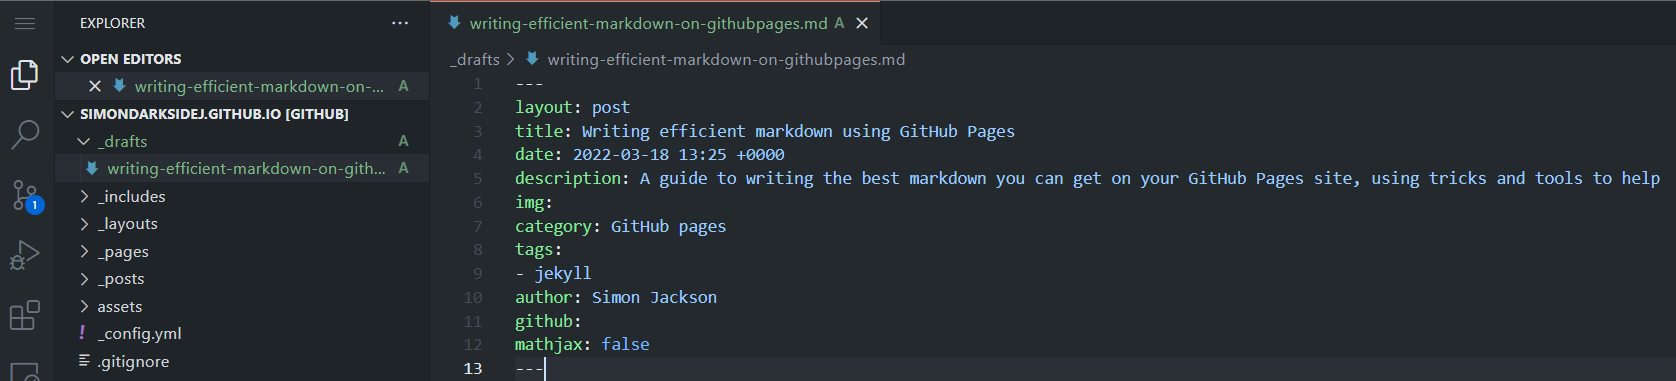 EXPLORER
OPEN EDITORS
writing-efficient-markdown-on-... A
SIMONDARKSIDEJ.GITHUB.IO [GITHUB]
_drafts A
writing-efficient-markdown-on-gith... A
_includes
_layouts
_pages
_posts
assets
! _config.yml
.gitignore
1
writing-efficient-markdown-on-githubpages.md A
_drafts > writing-efficient-markdown-on-githubpages.md
1 ---
2 layout: post
3 title: Writing efficient markdown using GitHub Pages
4 date: 2022-03-18 13:25 +0000
5 description: A guide to writing the best markdown you can get on your GitHub Pages site, using tricks and tools to help
6 img:
7 category: GitHub pages
8 tags:
9 - jekyll
10 author: Simon Jackson
11 github:
12 mathjax: false
13 ---